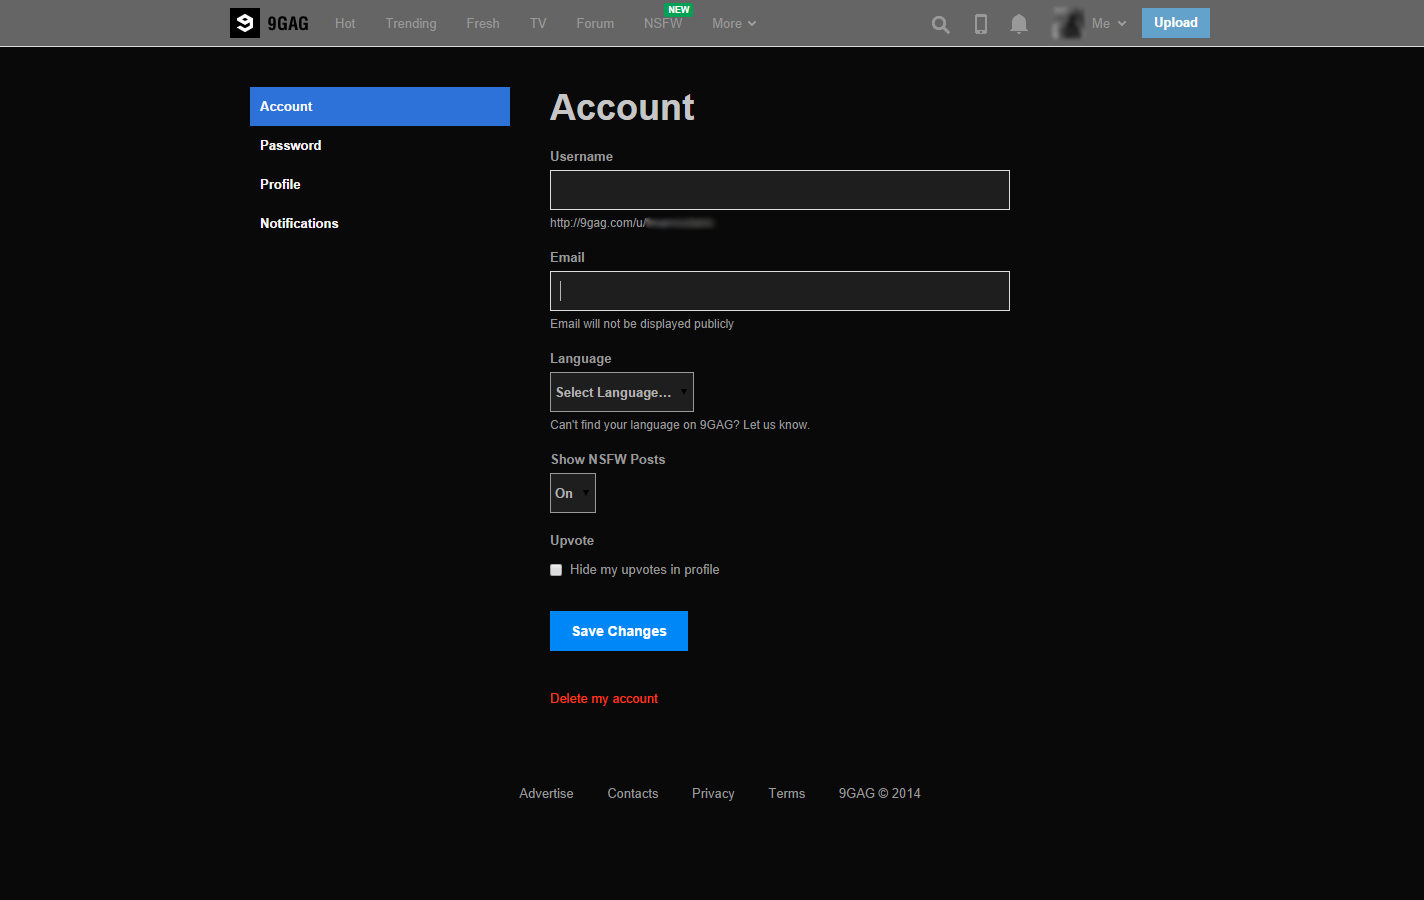 9GAG Hot Trending Fresh TV Forum NSFW NEW More Me Upload
Account
Password
Profile
Notifications
Account
Username
http://9gag.com/u/
Email
Email will not be displayed publicly
Language
Select Language...
Can't find your language on 9GAG? Let us know.
Show NSFW Posts
On
Upvote
Hide my upvotes in profile
Save Changes
Delete my account
Advertise Contacts Privacy Terms 9GAG © 2014